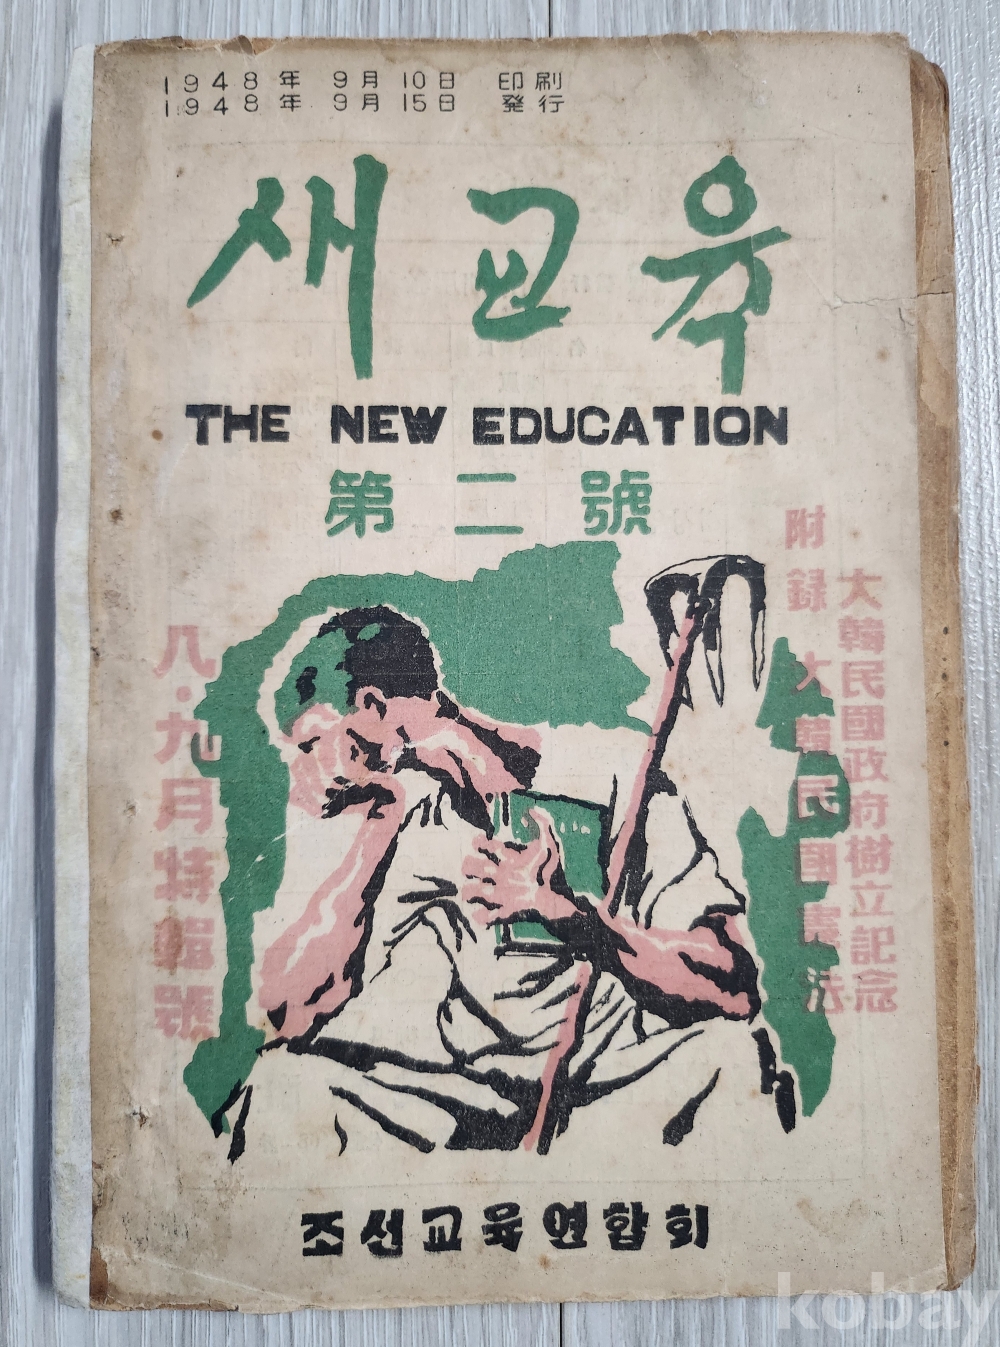 1948年 9月 10日 印刷
1948年 9月 15日 発行
새교육
THE NEW EDUCATION
第二號
大韓民國政府樹立記念
附録 大韓民國憲法
八·九月特輯號
조선교육연합회
kobay